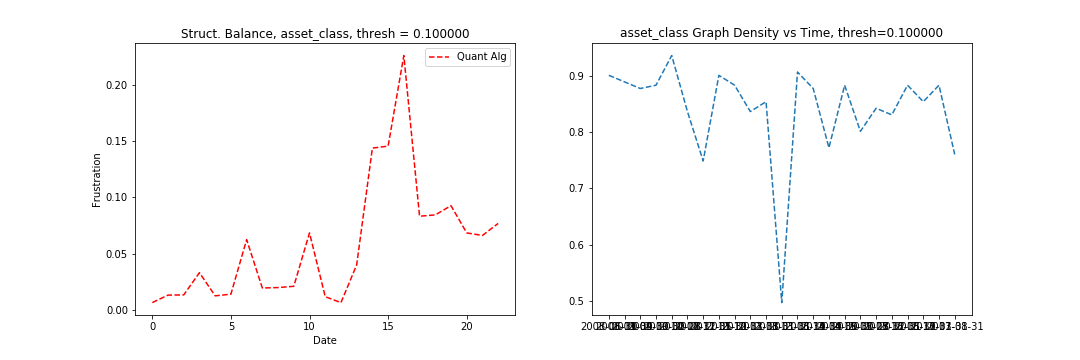 Struct. Balance, asset_class, thresh = 0.100000
Quant Alg
Frustration
0.20
0.15
0.10
0.05
0.00
0 5 10 15 20
Date
asset_class Graph Density vs Time, thresh=0.100000
0.9
0.8
0.7
0.6
0.5